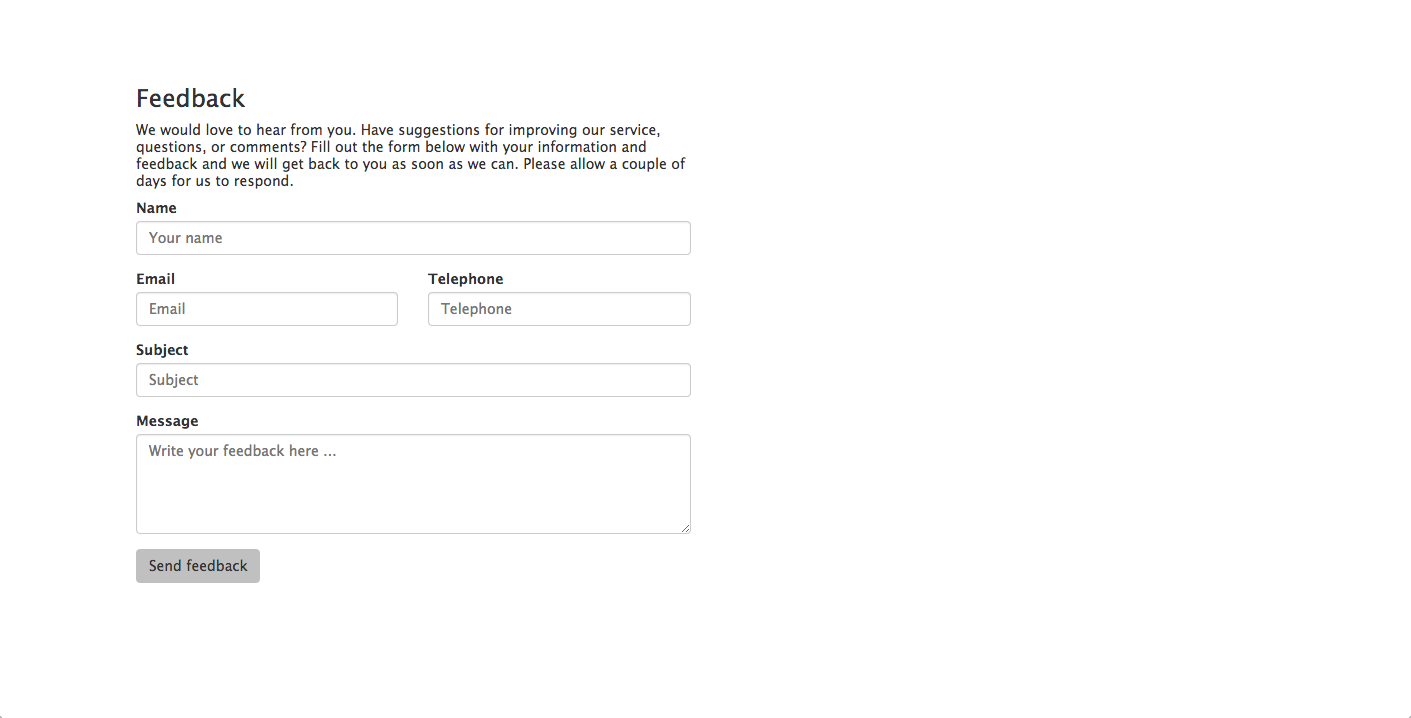 Feedback
We would love to hear from you. Have suggestions for improving our service,
questions, or comments? Fill out the form below with your information and
feedback and we will get back to you as soon as we can. Please allow a couple of
days for us to respond.
Name
Your name
Email Telephone
Email Telephone
Subject
Subject
Message
Write your feedback here ...
Send feedback